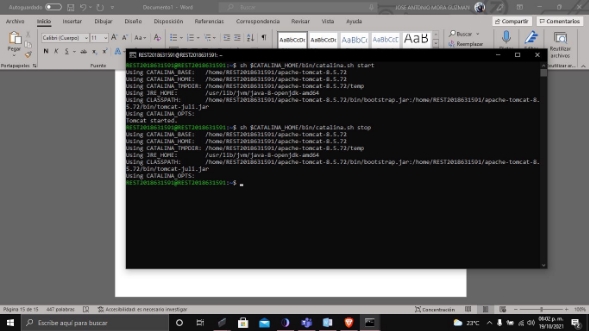 Autoguardado
Documento1 - Word
Buscar
JOSE ANTONIO MORA GUZMAN
Archivo Inicio Insertar Dibujar Diseño Disposición Referencias Correspondencia Revisar Vista Ayuda
Compartir Comentarios
Pegar
Calibri (Cuerpo) 11
N K S
AaBbCcDc AaBbCcDc AaBbCc AaBbCcD AaB
Buscar
Reemplazar
Reutilizar
archivos
Portapapeles
REST2018631591@REST2018631591: ~
REST2018631591@REST2018631591:~$ sh $CATALINA_HOME/bin/catalina.sh start
Using CATALINA_BASE: /home/REST2018631591/apache-tomcat-8.5.72
Using CATALINA_HOME: /home/REST2018631591/apache-tomcat-8.5.72
Using CATALINA_TMPDIR: /home/REST2018631591/apache-tomcat-8.5.72/temp
Using JRE_HOME: /usr/lib/jvm/java-8-openjdk-amd64
Using CLASSPATH: /home/REST2018631591/apache-tomcat-8.5.72/bin/bootstrap.jar:/home/REST2018631591/apache-tomcat-8.
5.72/bin/tomcat-juli.jar
Using CATALINA_OPTS:
Tomcat started.
REST2018631591@REST2018631591:~$ sh $CATALINA_HOME/bin/catalina.sh stop
Using CATALINA_BASE: /home/REST2018631591/apache-tomcat-8.5.72
Using CATALINA_HOME: /home/REST2018631591/apache-tomcat-8.5.72
Using CATALINA_TMPDIR: /home/REST2018631591/apache-tomcat-8.5.72/temp
Using JRE_HOME: /usr/lib/jvm/java-8-openjdk-amd64
Using CLASSPATH: /home/REST2018631591/apache-tomcat-8.5.72/bin/bootstrap.jar:/home/REST2018631591/apache-tomcat-8.
5.72/bin/tomcat-juli.jar
Using CATALINA_OPTS:
REST2018631591@REST2018631591:~$
Página 15 de 15 447 palabras Accesibilidad: es necesario investigar
Concentración
100%
Escribe aquí para buscar
23°C
06:02 p. m.
19/10/2021